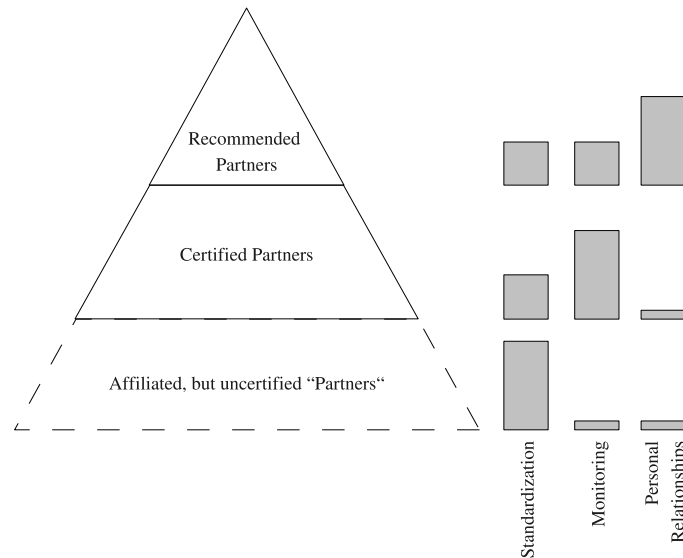 Recommended
Partners
Certified Partners
Affiliated, but uncertified “Partners“
Standardization
Monitoring
Personal
Relationships